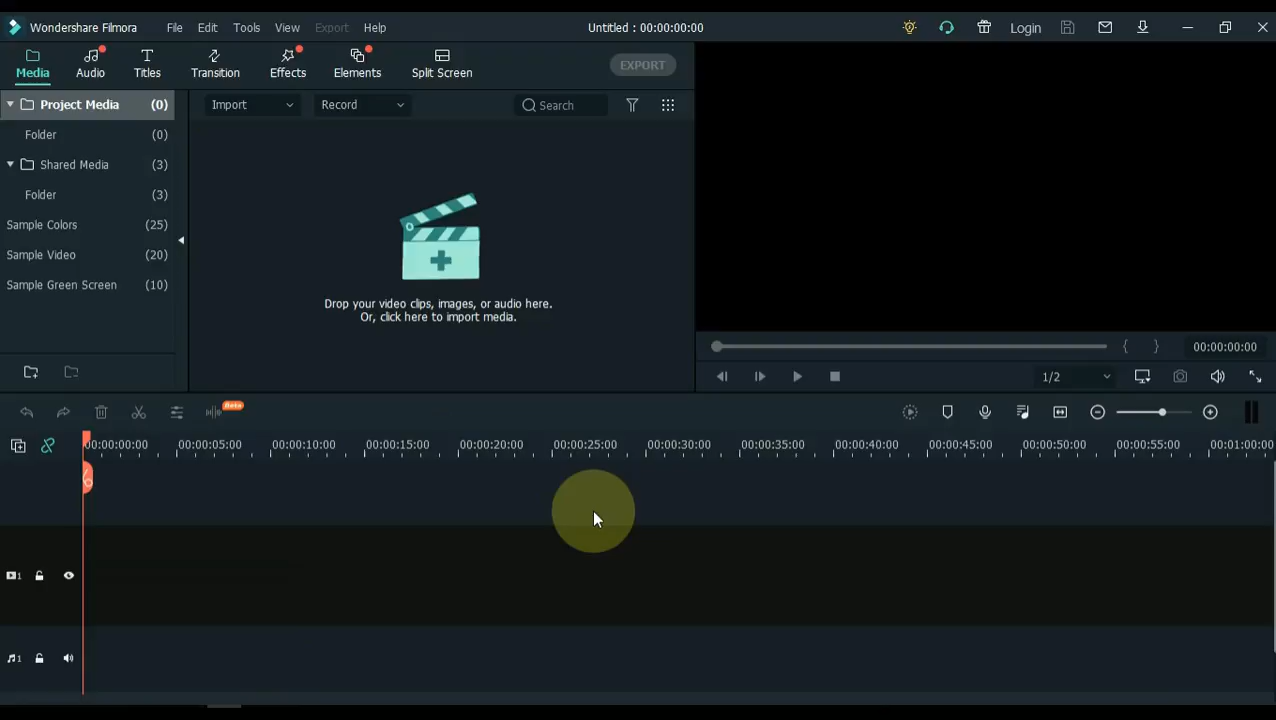 Wondershare Filmora File Edit Tools View Export Help Untitled : 00:00:00:00 Login
Media Audio Titles Transition Effects Elements Split Screen EXPORT
Project Media (0) Import Record Search
Folder (0)
Shared Media (3)
Folder (3)
Sample Colors (25)
Sample Video (20)
Sample Green Screen (10)
Drop your video clips, images, or audio here.
Or, click here to import media.
{ } 00:00:00:00
1/2
Beta
00:00:00:00 00:00:05:00 00:00:10:00 00:00:15:00 00:00:20:00 00:00:25:00 00:00:30:00 00:00:35:00 00:00:40:00 00:00:45:00 00:00:50:00 00:00:55:00 00:01:00:00
1
1